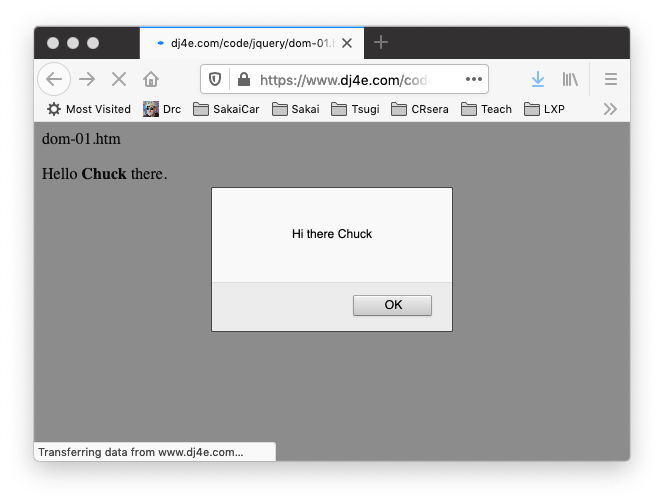 dj4e.com/code/jquery/dom-01.h
https://www.dj4e.com/cod
Most Visited Drc SakaiCar Sakai Tsugi CRsera Teach LXP
dom-01.htm
Hello Chuck there.
Hi there Chuck
OK
Transferring data from www.dj4e.com...